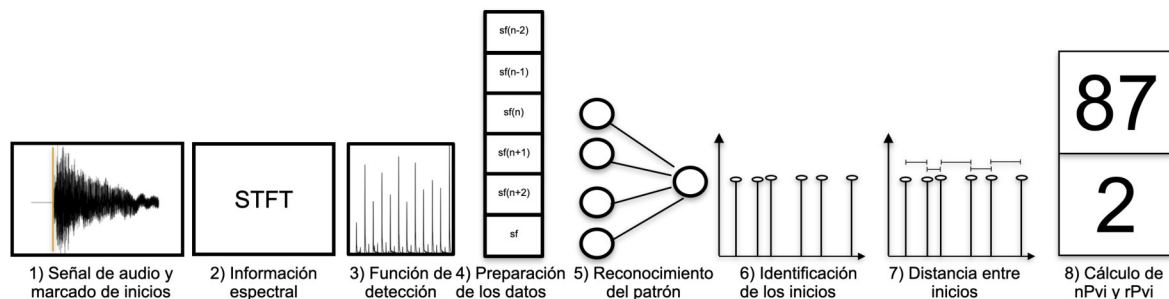 sf(n-2)
sf(n-1)
sf(n)
sf(n+1)
sf(n+2)
sf
STFT
87
2
1) Señal de audio y
marcado de inicios
2) Información
espectral
3) Función de
detección
4) Preparación
de los datos
5) Reconocimiento
del patrón
6) Identificación
de los inicios
7) Distancia entre
inicios
8) Cálculo de
nPvi y rPvi